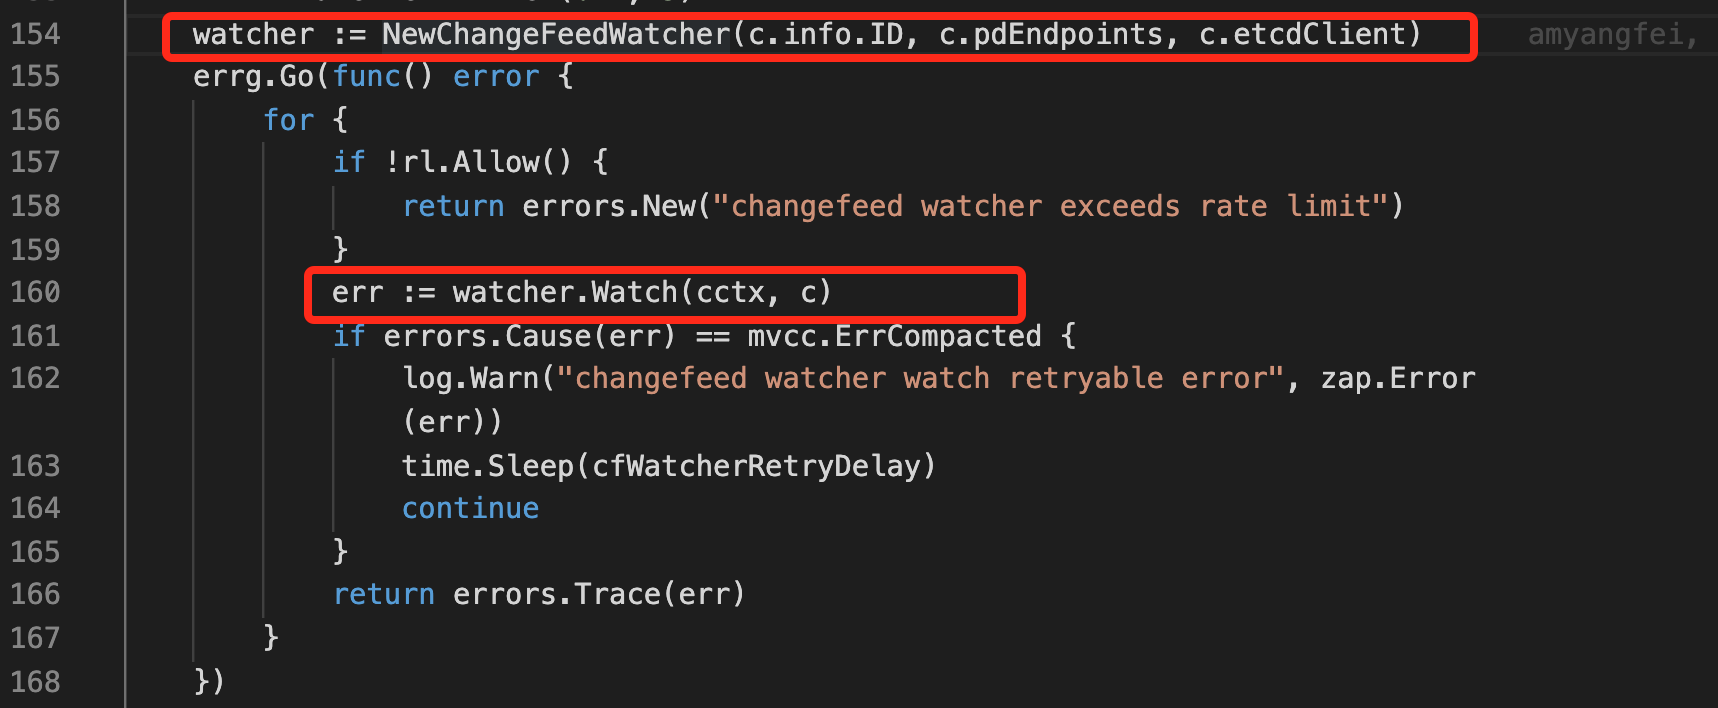 154 watcher := NewChangeFeedWatcher(c.info.ID, c.pdEndpoints, c.etcdClient) amyangfei,
155 errg.Go(func() error {
156 for {
157 if !rl.Allow() {
158 return errors.New("changefeed watcher exceeds rate limit")
159 }
160 err := watcher.Watch(cctx, c)
161 if errors.Cause(err) == mvcc.ErrCompacted {
162 log.Warn("changefeed watcher watch retryable error", zap.Error
(err))
163 time.Sleep(cfWatcherRetryDelay)
164 continue
165 }
166 return errors.Trace(err)
167 }
168 })